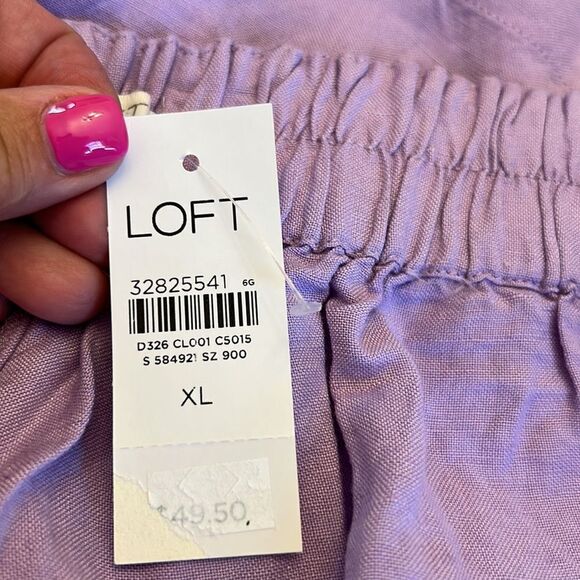 LOFT
32825541 6G
D326 CL001 C5015
S 584921 SZ 900
XL
$49.50